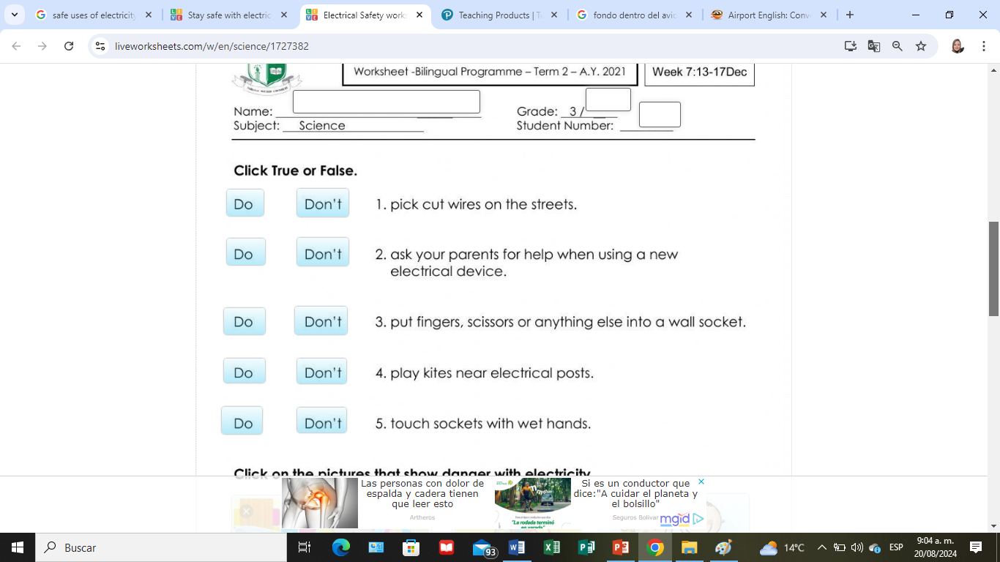 safe uses of electricity
Stay safe with electric
Electrical Safety work
Teaching Products | T
fondo dentro del avi
Airport English: Conv
liveworksheets.com/w/en/science/1727382
Worksheet -Bilingual Programme – Term 2 – A.Y. 2021
Week 7:13-17Dec
Name:
Grade: 3 /
Subject: Science
Student Number:
Click True or False.
Do Don't 1. pick cut wires on the streets.
Do Don't 2. ask your parents for help when using a new
electrical device.
Do Don't 3. put fingers, scissors or anything else into a wall socket.
Do Don't 4. play kites near electrical posts.
Do Don't 5. touch sockets with wet hands.
Click on the pictures that show danger with electricity
Las personas con dolor de
espalda y cadera tienen
que leer esto
Artheros
"La rodada terminó
en varada"
Si es un conductor que
dice:"A cuidar el planeta y
el bolsillo"
Seguros Bolivar
mgid
Buscar
93
14°C
ESP
9:04 a. m.
20/08/2024